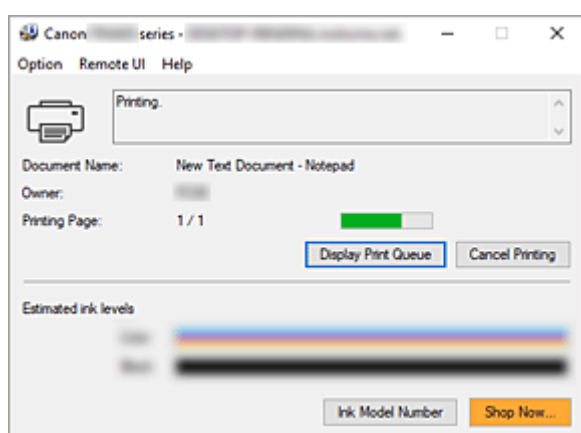 Canon series -
Option Remote UI Help
Printing.
Document Name: New Text Document - Notepad
Owner:
Printing Page: 1 / 1
Display Print Queue Cancel Printing
Estimated ink levels
Ink Model Number Shop Now...